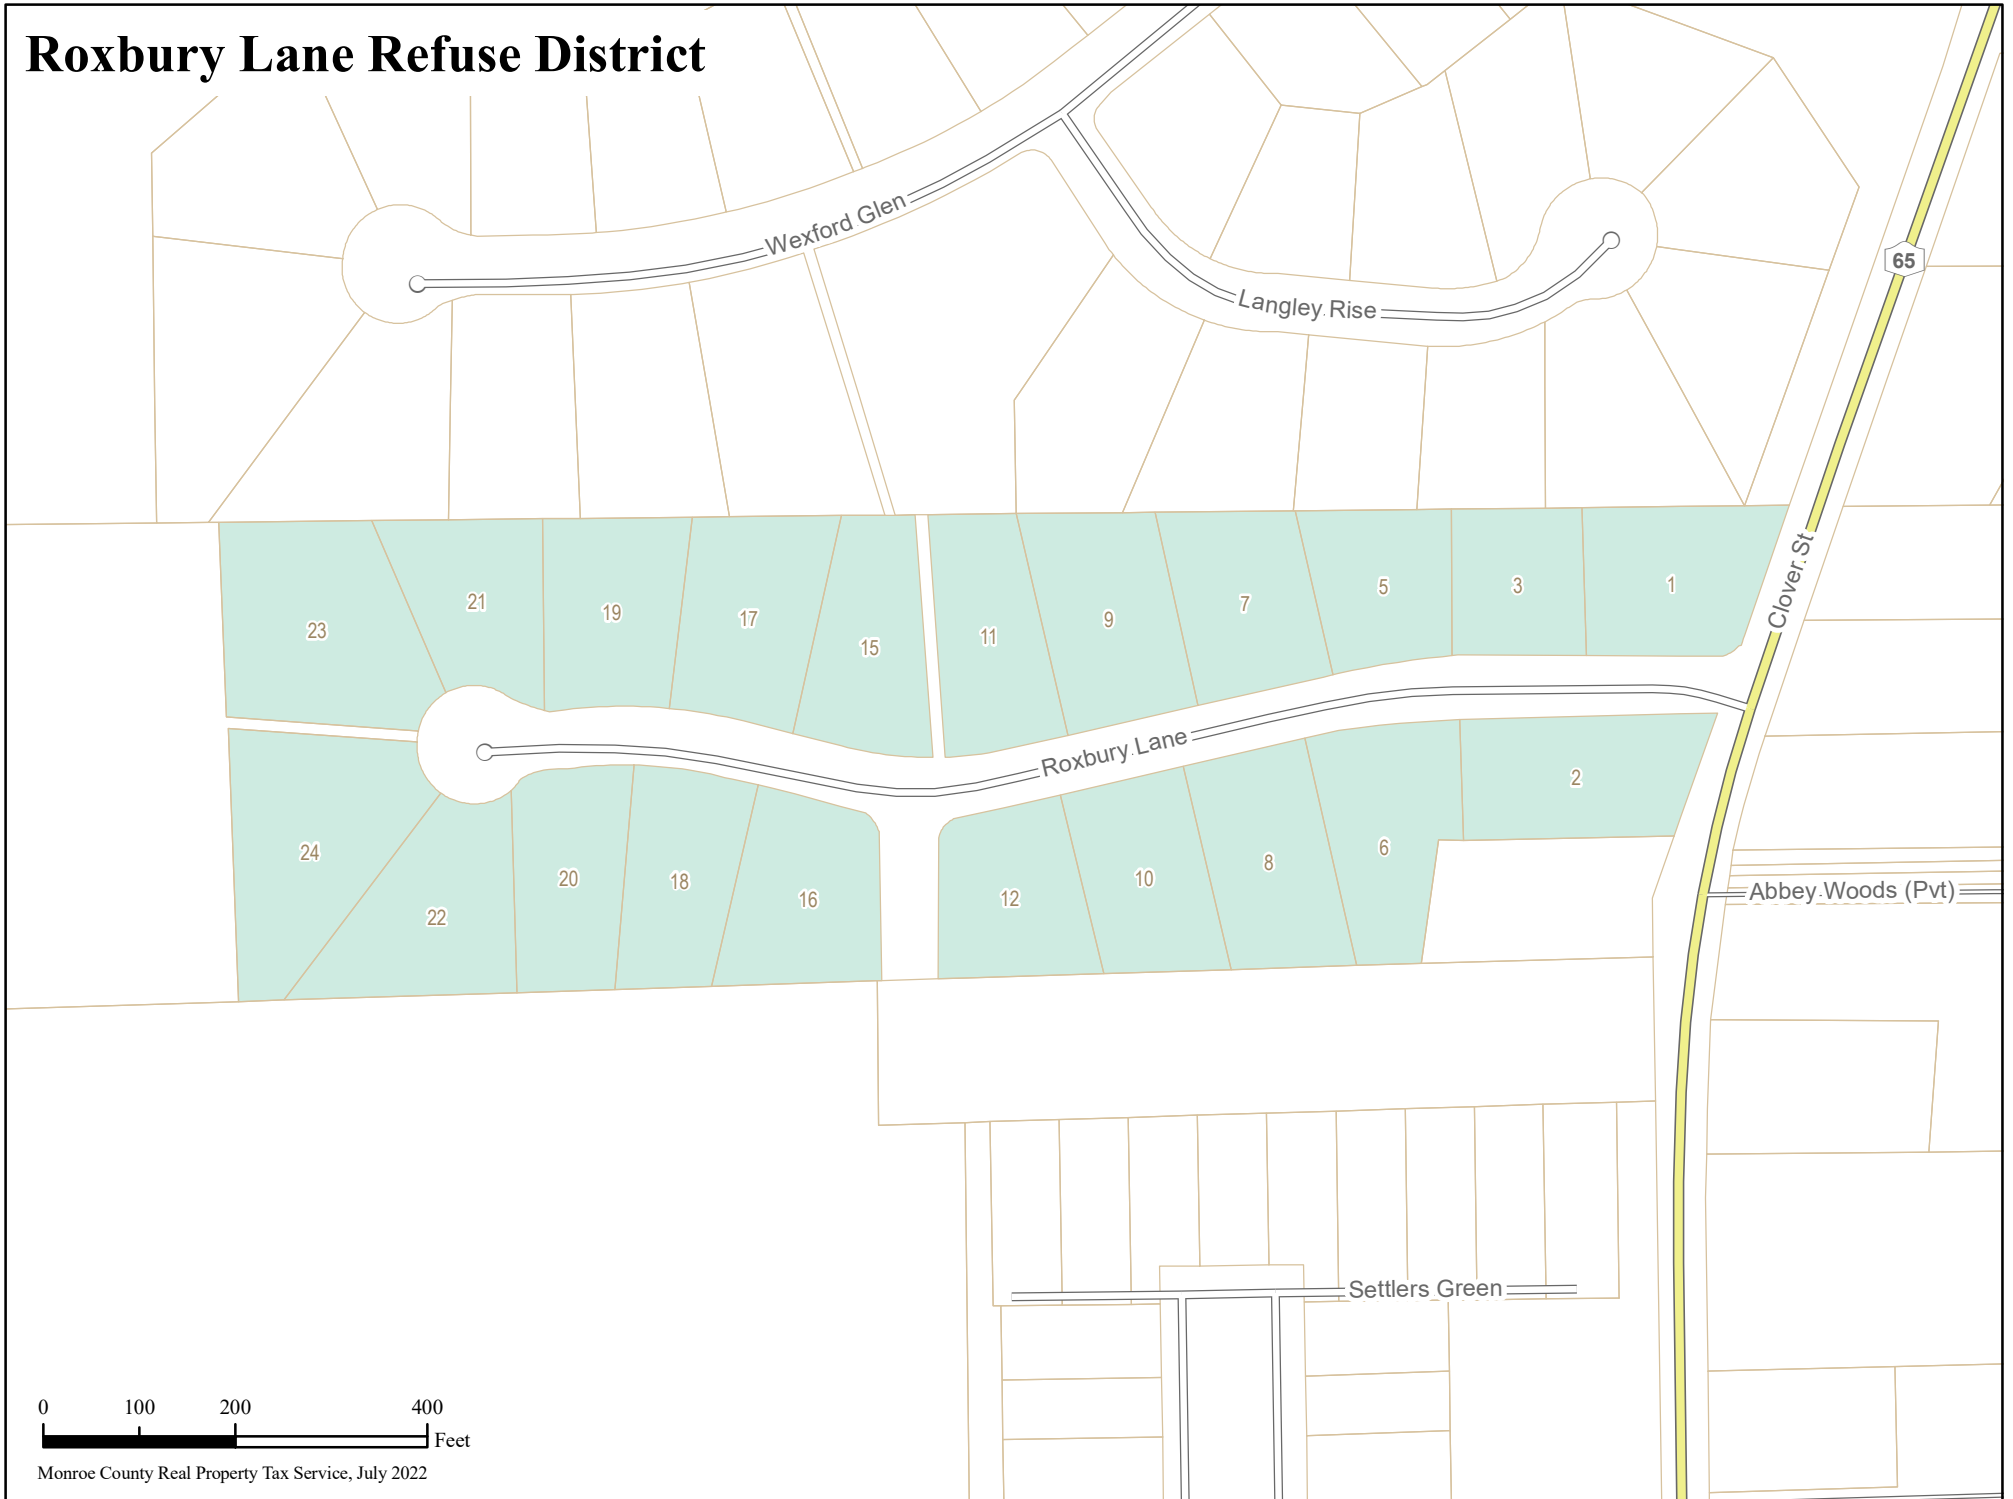 Roxbury Lane Refuse District
Wexford Glen
Langley Rise
65
Clover St
23
21
19
17
15
11
9
7
5
3
1
Roxbury Lane
2
24
22
20
18
16
12
10
8
6
Abbey Woods (Pvt)
Settlers Green
0 100 200 400
Feet
Monroe County Real Property Tax Service, July 2022